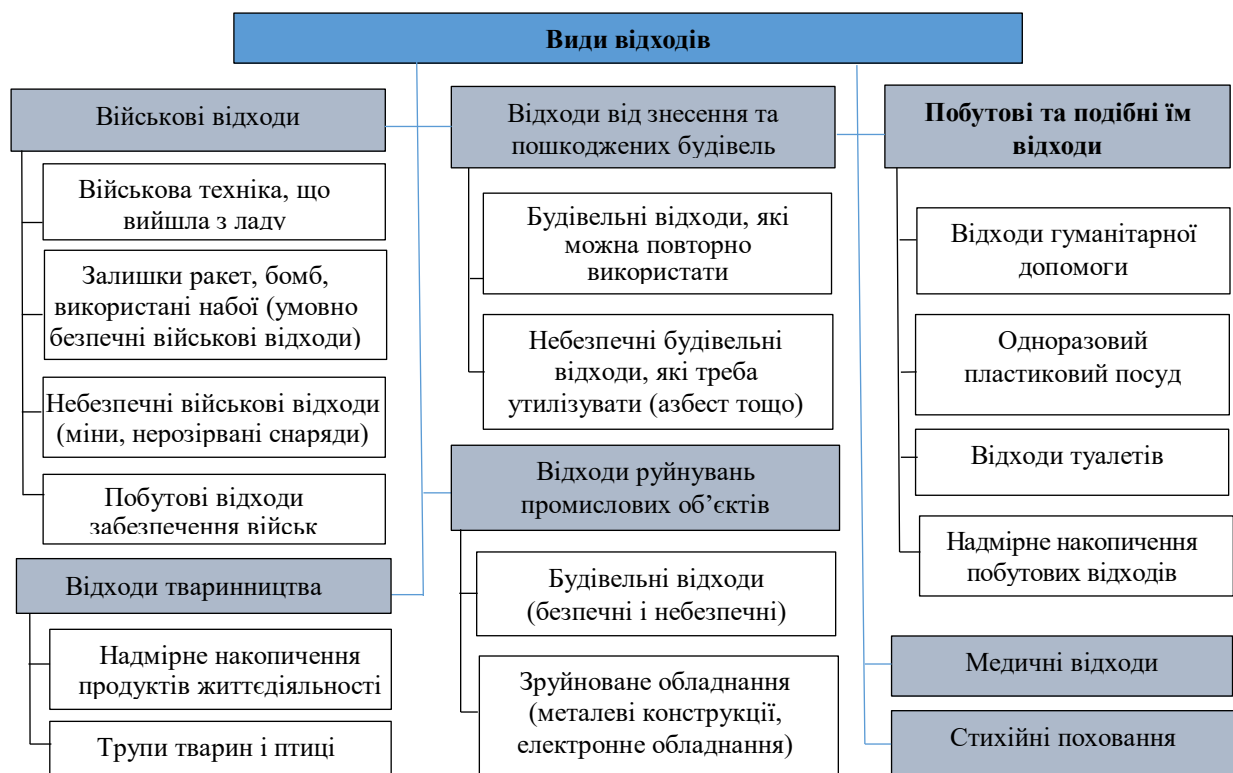 Види відходів
Військові відходи
Військова техніка, що
вийшла з ладу
Залишки ракет, бомб,
використані набої (умовно
безпечні військові відходи)
Небезпечні військові відходи
(міни, нерозірвані снаряди)
Побутові відходи
забезпечення військ
Відходи тваринництва
Надмірне накопичення
продуктів життєдіяльності
Трупи тварин і птиці
Відходи від знесення та
пошкоджених будівель
Будівельні відходи, які
можна повторно
використати
Небезпечні будівельні
відходи, які треба
утилізувати (азбест тощо)
Відходи руйнувань
промислових об’єктів
Будівельні відходи
(безпечні і небезпечні)
Зруйноване обладнання
(металеві конструкції,
електронне обладнання)
Побутові та подібні їм
відходи
Відходи гуманітарної
допомоги
Одноразовий
пластиковий посуд
Відходи туалетів
Надмірне накопичення
побутових відходів
Медичні відходи
Стихійні поховання